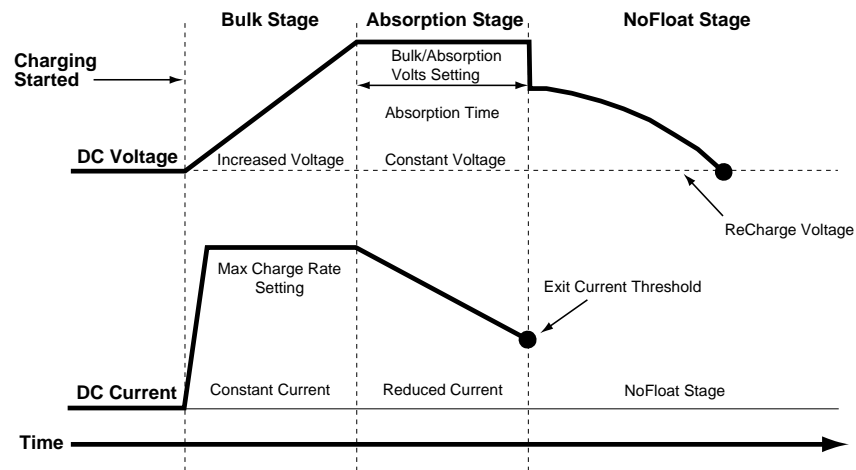 Bulk Stage
Absorption Stage
NoFloat Stage
Charging
Started
Bulk/Absorption
Volts Setting
Absorption Time
DC Voltage
Increased Voltage
Constant Voltage
ReCharge Voltage
Max Charge Rate
Setting
Exit Current Threshold
DC Current
Constant Current
Reduced Current
NoFloat Stage
Time